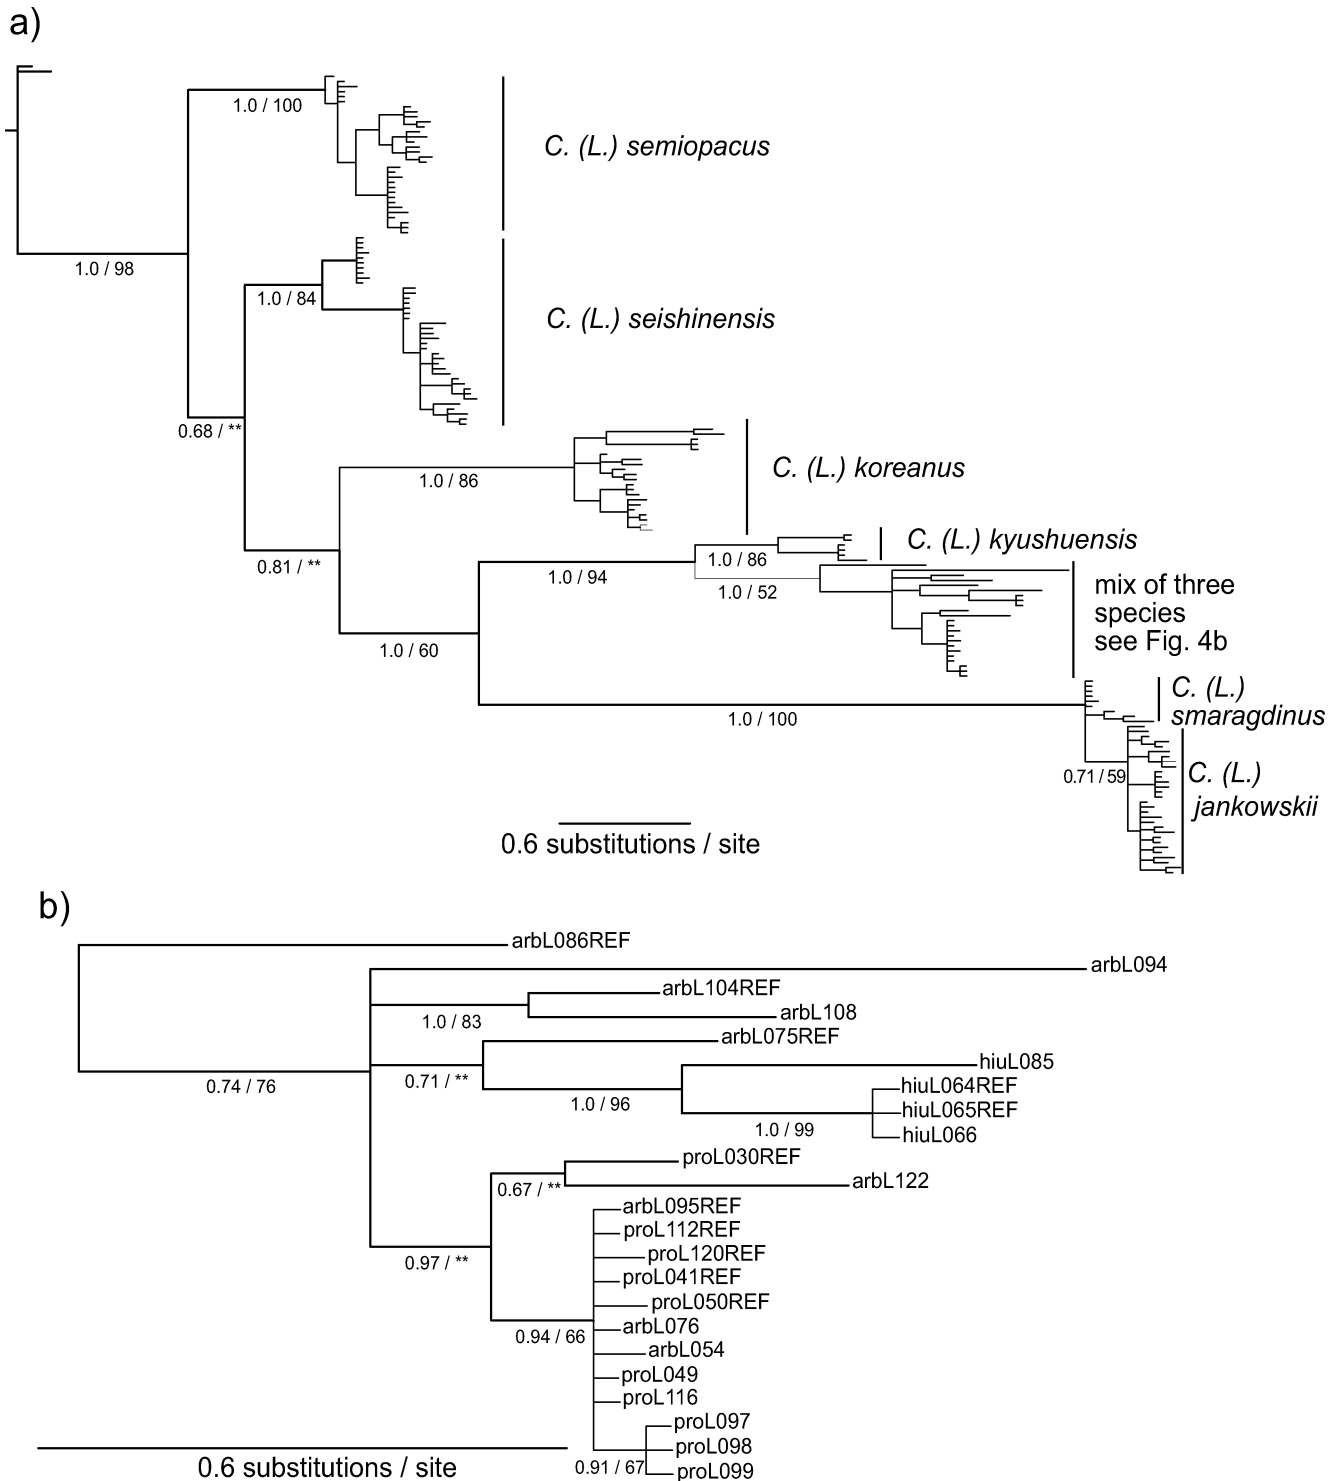 a)
1.0 / 100
C. (L.) semiopacus
1.0 / 98
1.0 / 84
C. (L.) seishinensis
0.68 / **
1.0 / 86
C. (L.) koreanus
0.81 / **
C. (L.) kyushuensis
1.0 / 86
1.0 / 94
1.0 / 52
mix of three
species
see Fig. 4b
1.0 / 60
C. (L.)
smaragdinus
1.0 / 100
0.71 / 59
C. (L.)
jankowskii
0.6 substitutions / site
b)
arbL086REF
arbL094
arbL104REF
arbL108
1.0 / 83
arbL075REF
hiuL085
0.74 / 76
0.71 / **
hiuL064REF
1.0 / 96
hiuL065REF
1.0 / 99
hiuL066
proL030REF
arbL122
0.67 / **
arbL095REF
proL112REF
proL120REF
0.97 / **
proL041REF
proL050REF
arbL076
0.94 / 66
arbL054
proL049
proL116
proL097
proL098
0.91 / 67
proL099
0.6 substitutions / site